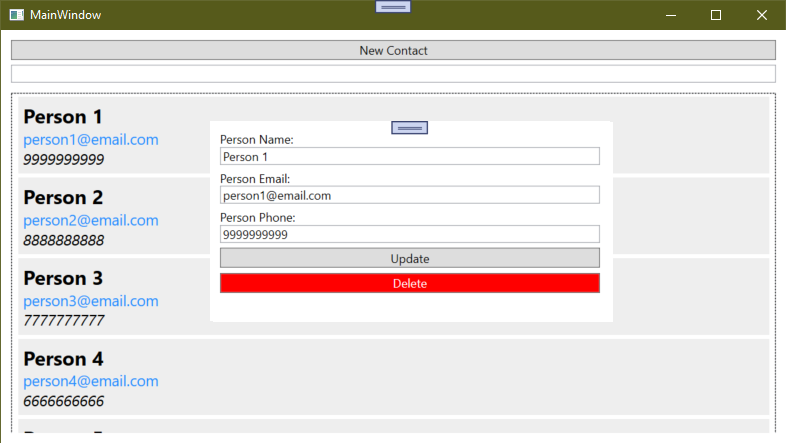 MainWindow
New Contact
Person 1
person1@email.com
9999999999
Person 2
person2@email.com
8888888888
Person 3
person3@email.com
7777777777
Person 4
person4@email.com
6666666666
Person Name:
Person 1
Person Email:
person1@email.com
Person Phone:
9999999999
Update
Delete